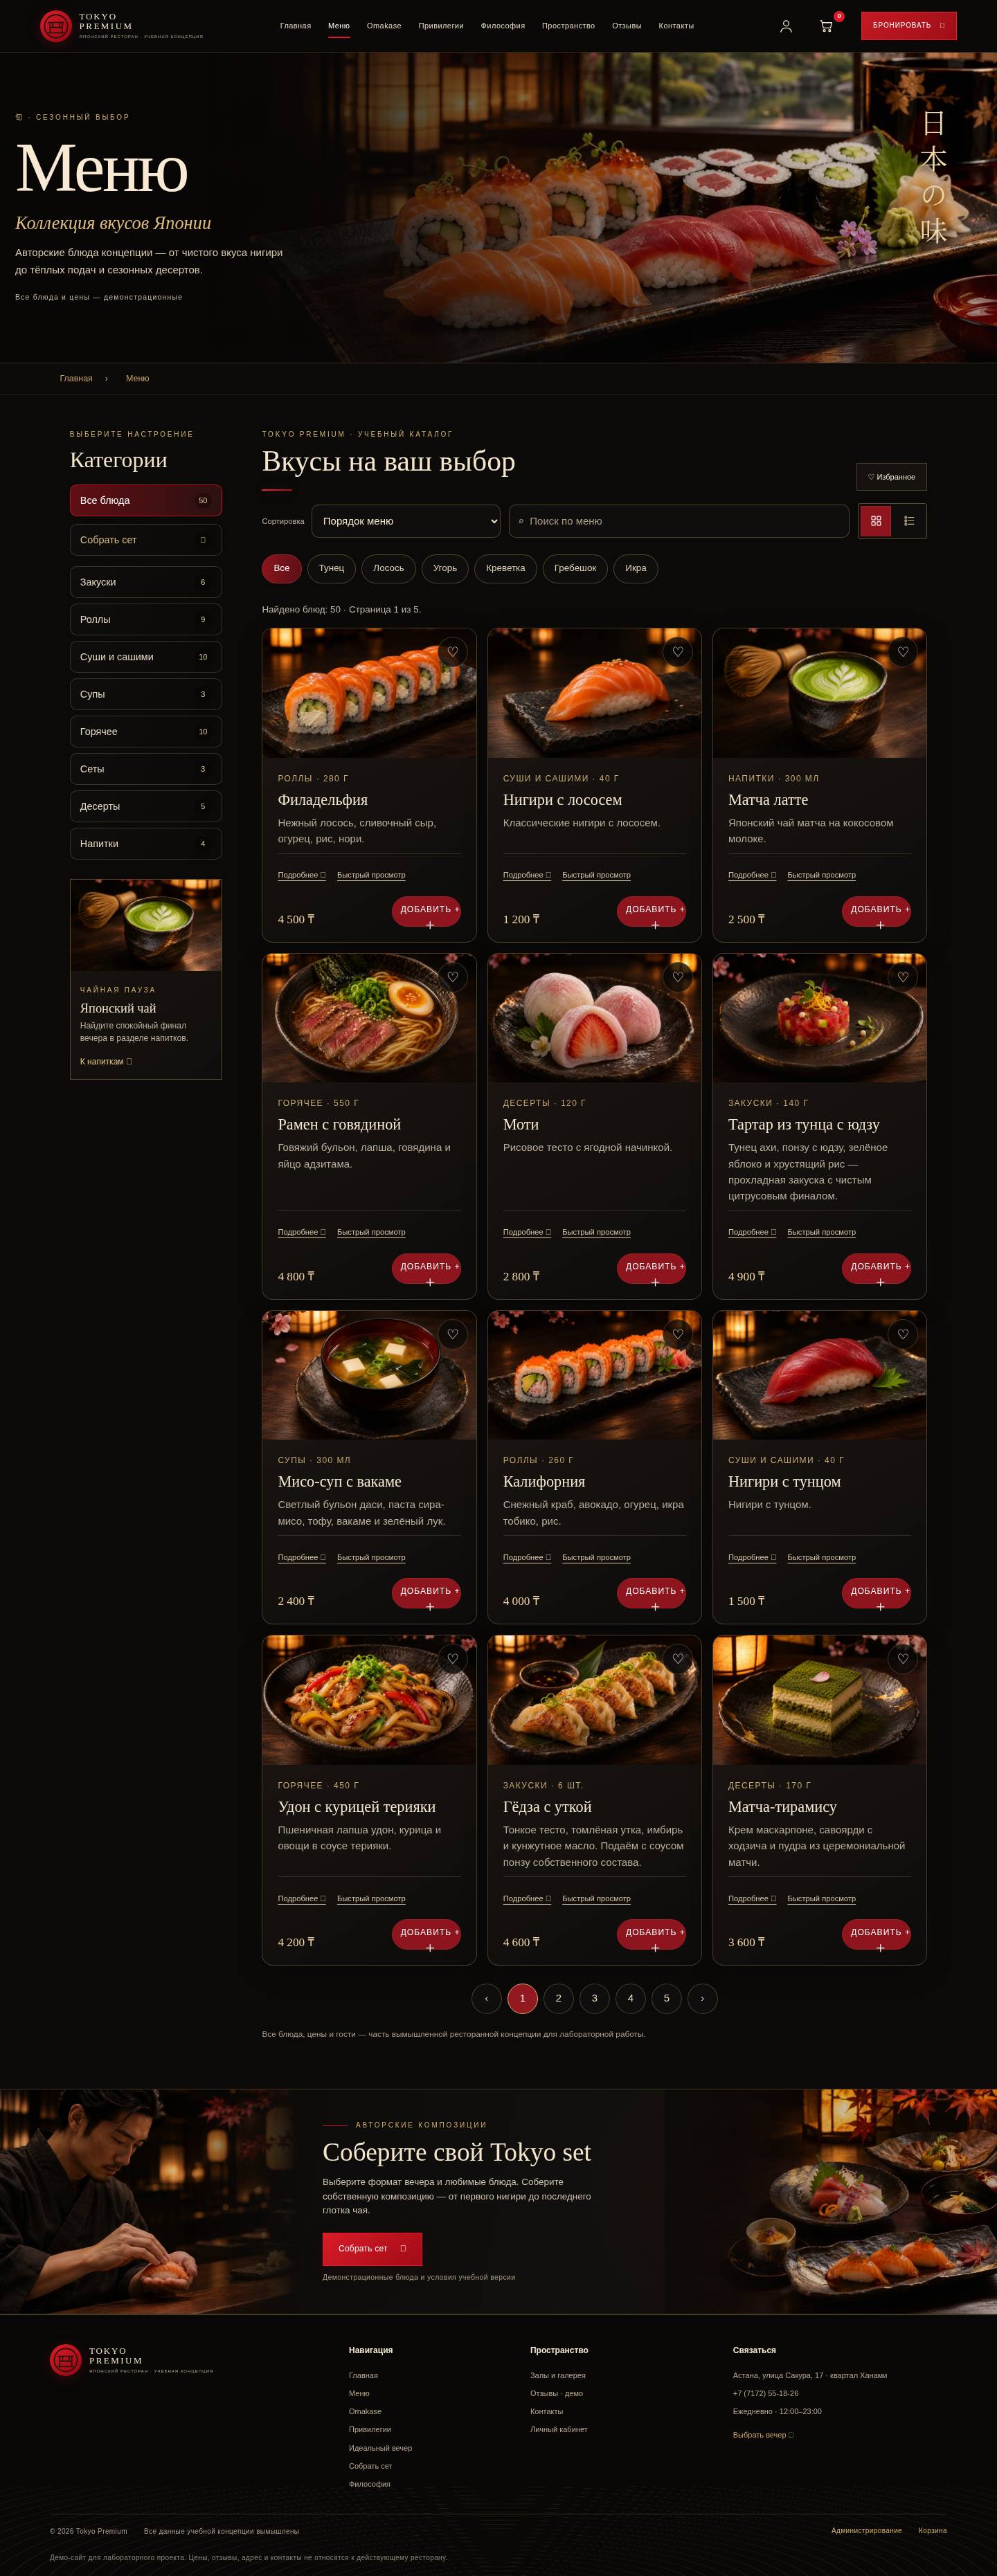 TOKYO
PREMIUM
ЯПОНСКИЙ РЕСТОРАН · УЧЕБНАЯ КОНЦЕПЦИЯ
Главная
Меню
Omakase
Привилегии
Философия
Пространство
Отзывы
Контакты
0
БРОНИРОВАТЬ
旬 · СЕЗОННЫЙ ВЫБОР
Меню
Коллекция вкусов Японии
Авторские блюда концепции — от чистого вкуса нигири
до тёплых подач и сезонных десертов.
Все блюда и цены — демонстрационные
日本の味
Главная › Меню
ВЫБЕРИТЕ НАСТРОЕНИЕ
Категории
Все блюда 50
Собрать сет
Закуски 6
Роллы 9
Суши и сашими 10
Супы 3
Горячее 10
Сеты 3
Десерты 5
Напитки 4
ЧАЙНАЯ ПАУЗА
Японский чай
Найдите спокойный финал
вечера в разделе напитков.
К напиткам
TOKYO PREMIUM · УЧЕБНЫЙ КАТАЛОГ
Вкусы на ваш выбор
♡ Избранное
Сортировка
Порядок меню
Поиск по меню
Все
Тунец
Лосось
Угорь
Креветка
Гребешок
Икра
Найдено блюд: 50 · Страница 1 из 5.
РОЛЛЫ · 280 Г
Филадельфия
Нежный лосось, сливочный сыр,
огурец, рис, нори.
Подробнее Быстрый просмотр
4 500 ₸
ДОБАВИТЬ +
+
СУШИ И САШИМИ · 40 Г
Нигири с лососем
Классические нигири с лососем.
Подробнее Быстрый просмотр
1 200 ₸
ДОБАВИТЬ +
+
НАПИТКИ · 300 МЛ
Матча латте
Японский чай матча на кокосовом
молоке.
Подробнее Быстрый просмотр
2 500 ₸
ДОБАВИТЬ +
+
ГОРЯЧЕЕ · 550 Г
Рамен с говядиной
Говяжий бульон, лапша, говядина и
яйцо адзитама.
Подробнее Быстрый просмотр
4 800 ₸
ДОБАВИТЬ +
+
ДЕСЕРТЫ · 120 Г
Моти
Рисовое тесто с ягодной начинкой.
Подробнее Быстрый просмотр
2 800 ₸
ДОБАВИТЬ +
+
ЗАКУСКИ · 140 Г
Тартар из тунца с юдзу
Тунец ахи, понзу с юдзу, зелёное
яблоко и хрустящий рис —
прохладная закуска с чистым
цитрусовым финалом.
Подробнее Быстрый просмотр
4 900 ₸
ДОБАВИТЬ +
+
СУПЫ · 300 МЛ
Мисо-суп с вакаме
Светлый бульон даси, паста сира-
мисо, тофу, вакаме и зелёный лук.
Подробнее Быстрый просмотр
2 400 ₸
ДОБАВИТЬ +
+
РОЛЛЫ · 260 Г
Калифорния
Снежный краб, авокадо, огурец, икра
тобико, рис.
Подробнее Быстрый просмотр
4 000 ₸
ДОБАВИТЬ +
+
СУШИ И САШИМИ · 40 Г
Нигири с тунцом
Нигири с тунцом.
Подробнее Быстрый просмотр
1 500 ₸
ДОБАВИТЬ +
+
ГОРЯЧЕЕ · 450 Г
Удон с курицей терияки
Пшеничная лапша удон, курица и
овощи в соусе терияки.
Подробнее Быстрый просмотр
4 200 ₸
ДОБАВИТЬ +
+
ЗАКУСКИ · 6 ШТ.
Гёдза с уткой
Тонкое тесто, томлёная утка, имбирь
и кунжутное масло. Подаём с соусом
понзу собственного состава.
Подробнее Быстрый просмотр
4 600 ₸
ДОБАВИТЬ +
+
ДЕСЕРТЫ · 170 Г
Матча-тирамису
Крем маскарпоне, савоярди с
ходзича и пудра из церемониальной
матчи.
Подробнее Быстрый просмотр
3 600 ₸
ДОБАВИТЬ +
+
‹ 1 2 3 4 5 ›
Все блюда, цены и гости — часть вымышленной ресторанной концепции для лабораторной работы.
АВТОРСКИЕ КОМПОЗИЦИИ
Соберите свой Tokyo set
Выберите формат вечера и любимые блюда. Соберите
собственную композицию — от первого нигири до последнего
глотка чая.
Собрать сет
Демонстрационные блюда и условия учебной версии
TOKYO
PREMIUM
ЯПОНСКИЙ РЕСТОРАН · УЧЕБНАЯ КОНЦЕПЦИЯ
Навигация
Главная
Меню
Omakase
Привилегии
Идеальный вечер
Собрать сет
Философия
Пространство
Залы и галерея
Отзывы · демо
Контакты
Личный кабинет
Связаться
Астана, улица Сакура, 17 · квартал Ханами
+7 (7172) 55-18-26
Ежедневно · 12:00–23:00
Выбрать вечер
© 2026 Tokyo Premium
Все данные учебной концепции вымышлены
Администрирование
Корзина
Демо-сайт для лабораторного проекта. Цены, отзывы, адрес и контакты не относятся к действующему ресторану.